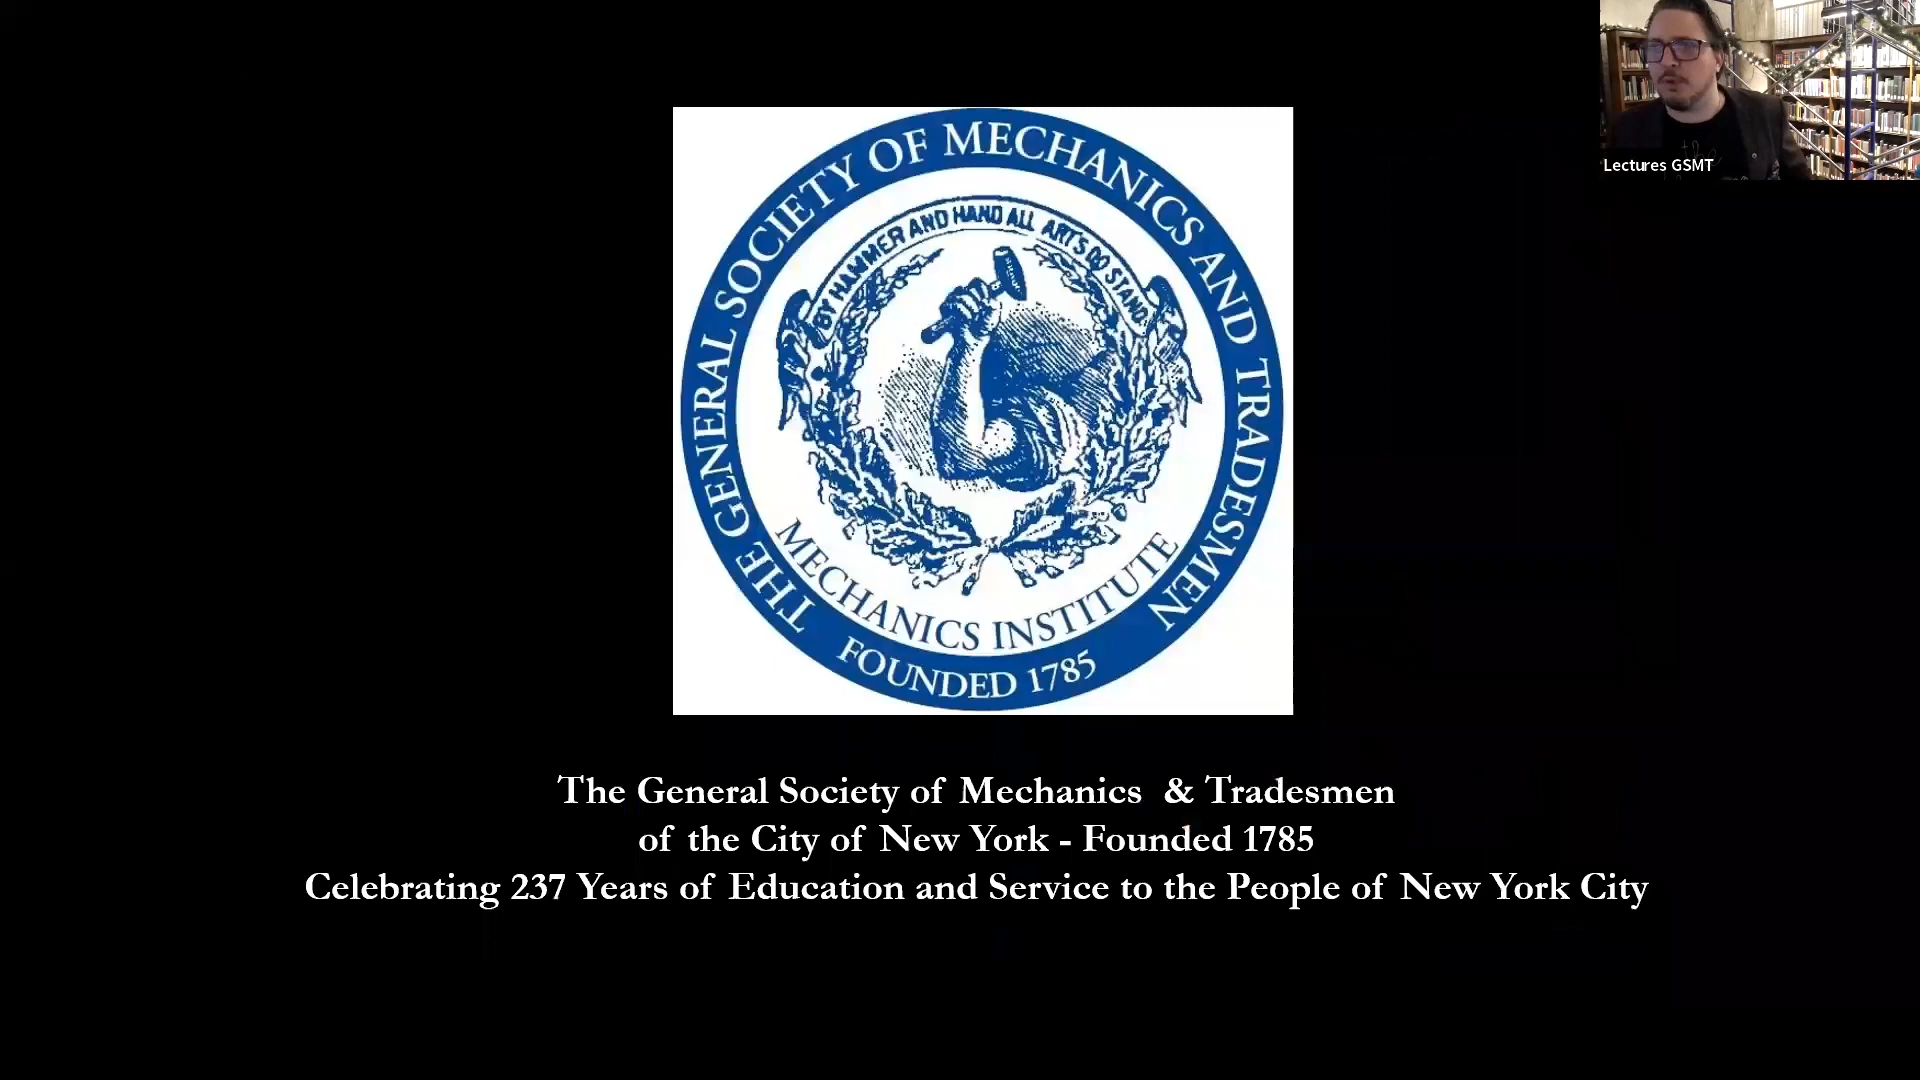 THE GENERAL SOCIETY OF MECHANICS AND TRADESMEN
BY HAMMER AND HAND ALL ARTS DO STAND
MECHANICS INSTITUTE
FOUNDED 1785
Lectures GSMT
The General Society of Mechanics & Tradesmen
of the City of New York - Founded 1785
Celebrating 237 Years of Education and Service to the People of New York City